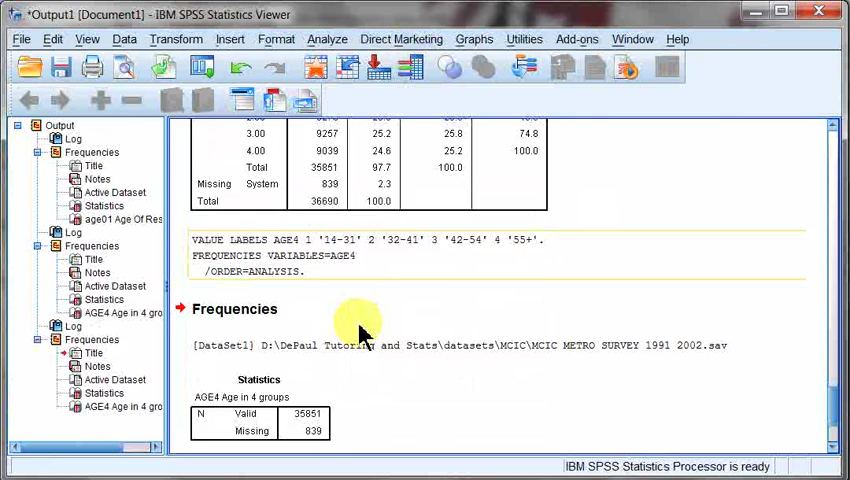 *Output1 [Document1] - IBM SPSS Statistics Viewer
File Edit View Data Transform Insert Format Analyze Direct Marketing Graphs Utilities Add-ons Window Help
Output
Log
Frequencies
Title
Notes
Active Dataset
Statistics
age01 Age Of Res
Log
Frequencies
Title
Notes
Active Dataset
Statistics
AGE4 Age in 4 gro
Log
Frequencies
Title
Notes
Active Dataset
Statistics
AGE4 Age in 4 gro
3.00 9257 25.2 25.8 74.8
4.00 9039 24.6 25.2 100.0
Total 35851 97.7 100.0
Missing System 839 2.3
Total 36690 100.0
VALUE LABELS AGE4 1 '14-31' 2 '32-41' 3 '42-54' 4 '55+'.
FREQUENCIES VARIABLES=AGE4
/ORDER=ANALYSIS.
Frequencies
[DataSet1] D:\DePaul Tutoring and Stats\datasets\MCIC\MCIC METRO SURVEY 1991 2002.sav
Statistics
AGE4 Age in 4 groups
N Valid 35851
Missing 839
IBM SPSS Statistics Processor is ready